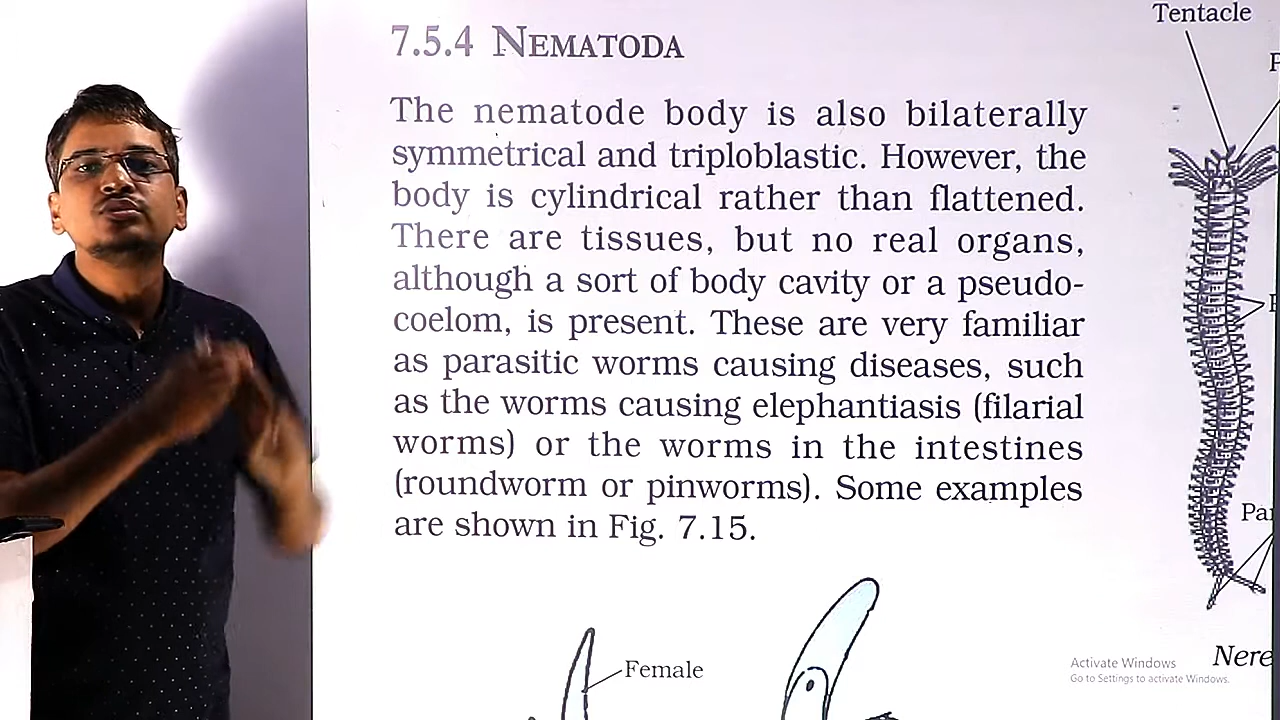 Tentacle
7.5.4 NEMATODA
The nematode body is also bilaterally
symmetrical and triploblastic. However, the
body is cylindrical rather than flattened.
There are tissues, but no real organs,
although a sort of body cavity or a pseudo-
coelom, is present. These are very familiar
as parasitic worms causing diseases, such
as the worms causing elephantiasis (filarial
worms) or the worms in the intestines
(roundworm or pinworms). Some examples
are shown in Fig. 7.15.
Female
Activate Windows
Go to Settings to activate Windows.